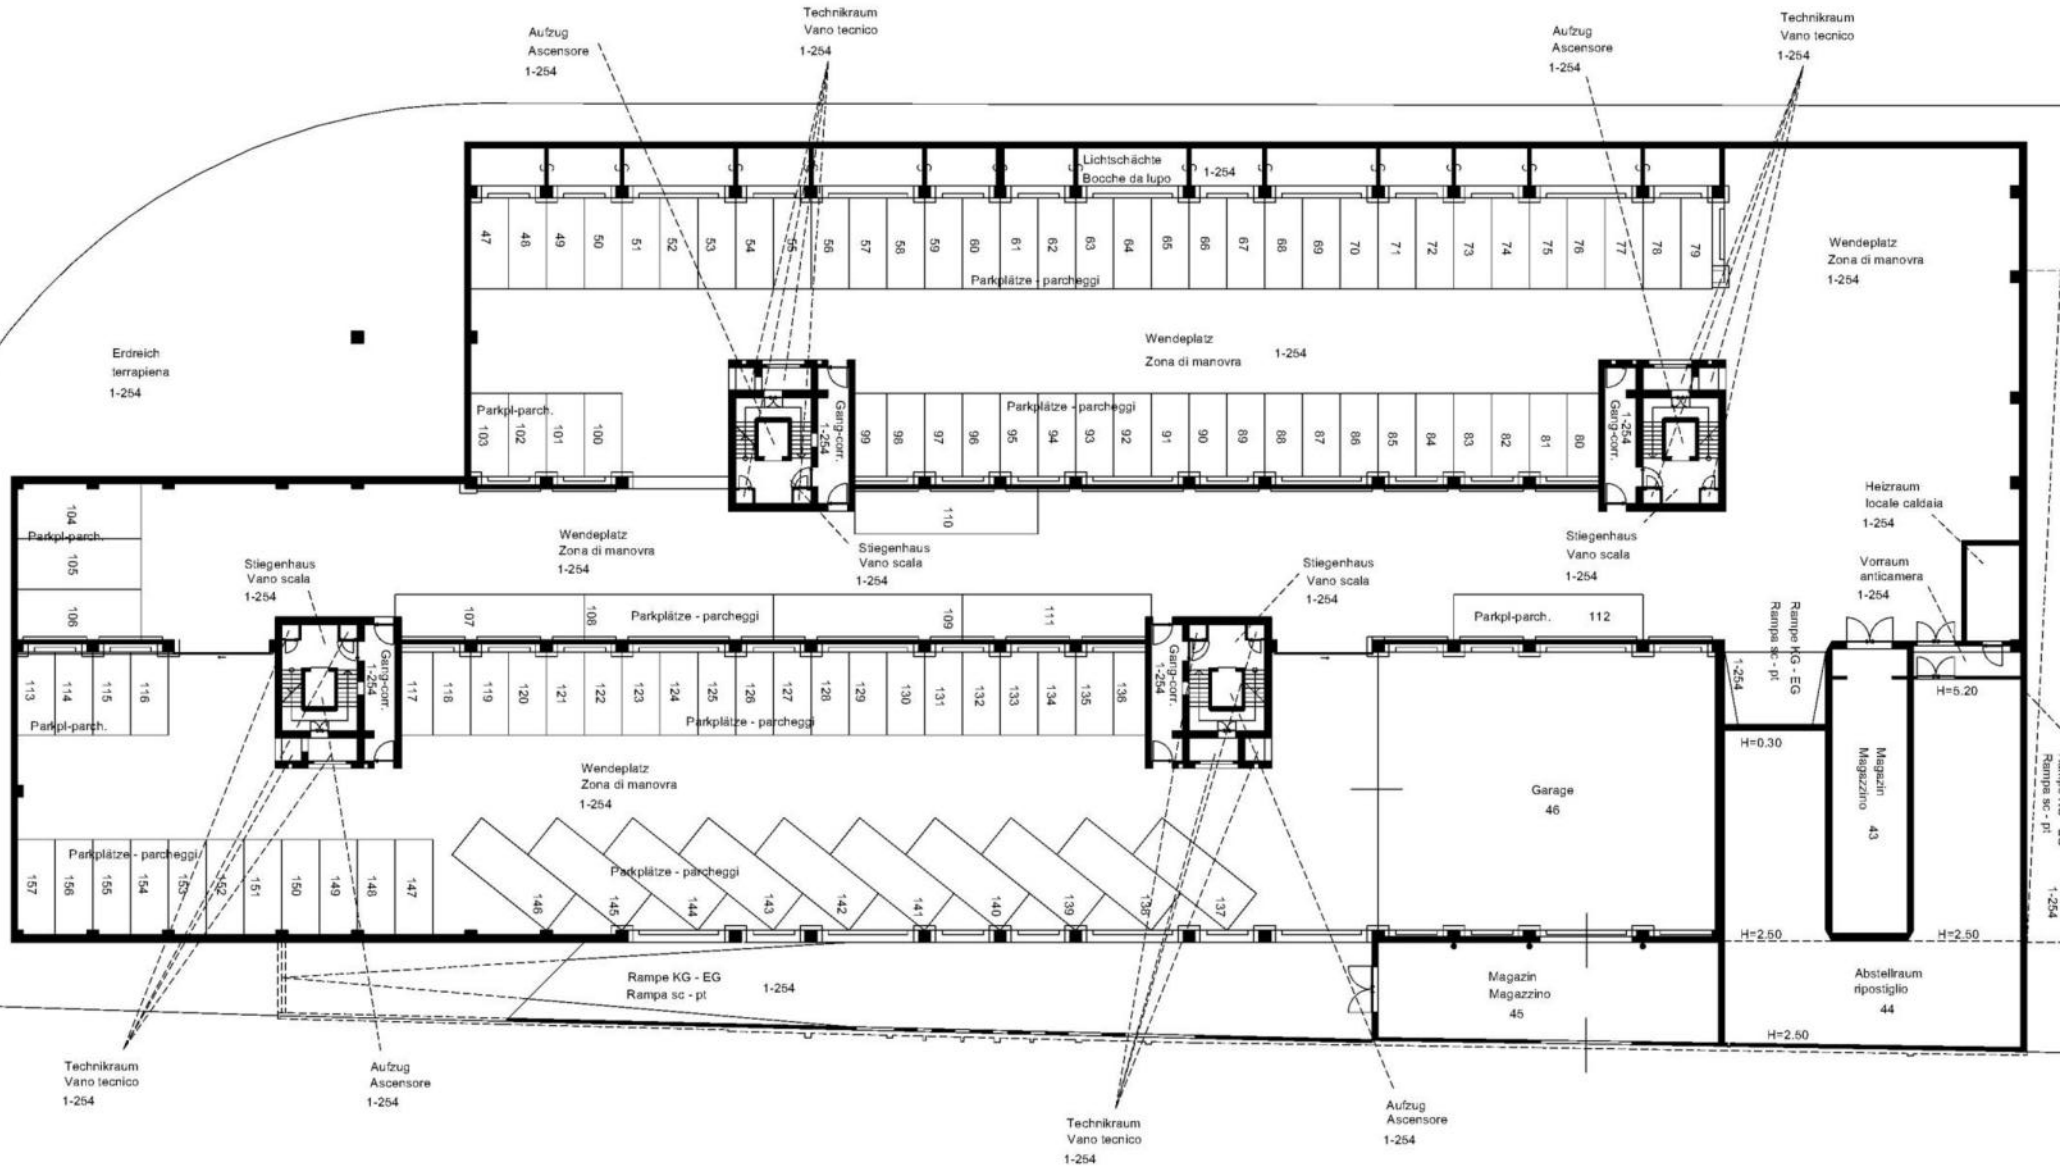 Aufzug
Ascensore
1-254
Technikraum
Vano tecnico
1-254
Aufzug
Ascensore
1-254
Technikraum
Vano tecnico
1-254
Lichtschächte
Bocche da lupo
1-254
47
48
49
50
51
52
53
54
55
56
57
58
59
60
61
62
63
64
65
66
67
68
69
70
71
72
73
74
75
76
77
78
79
Parkplätze - parcheggi
Wendeplatz
Zona di manovra
1-254
Wendeplatz
Zona di manovra
1-254
Erdreich
terrapiena
1-254
Parkpl-parch.
103
102
101
100
Gang-corr.
1-254
Parkplätze - parcheggi
99
98
97
96
95
94
93
92
91
90
89
88
87
86
85
84
83
82
81
80
Gang-corr.
1-254
104
Parkpl-parch.
105
106
Wendeplatz
Zona di manovra
1-254
110
Stiegenhaus
Vano scala
1-254
Stiegenhaus
Vano scala
1-254
Stiegenhaus
Vano scala
1-254
Stiegenhaus
Vano scala
1-254
Heizraum
locale caldaia
1-254
Vorraum
anticamera
1-254
107
108
Parkplätze - parcheggi
109
111
Parkpl-parch.
112
Rampe KG - EG
Rampa sc - pt
1-254
113
114
115
116
Parkpl-parch.
Gang-corr.
1-254
117
118
119
120
121
122
123
124
125
126
127
128
129
130
131
132
133
134
135
136
Parkplätze - parcheggi
Gang-corr.
1-254
H=5.20
H=0.30
Wendeplatz
Zona di manovra
1-254
Garage
46
Magazin
Magazzino
43
Rampa sc - pt
1-254
Parkplätze - parcheggi
157
156
155
154
153
152
151
150
149
148
147
Parkplätze - parcheggi
146
145
144
143
142
141
140
139
138
137
H=2.50
H=2.50
Rampe KG - EG
Rampa sc - pt
1-254
Magazin
Magazzino
45
Abstellraum
ripostiglio
44
H=2.50
Technikraum
Vano tecnico
1-254
Aufzug
Ascensore
1-254
Technikraum
Vano tecnico
1-254
Aufzug
Ascensore
1-254